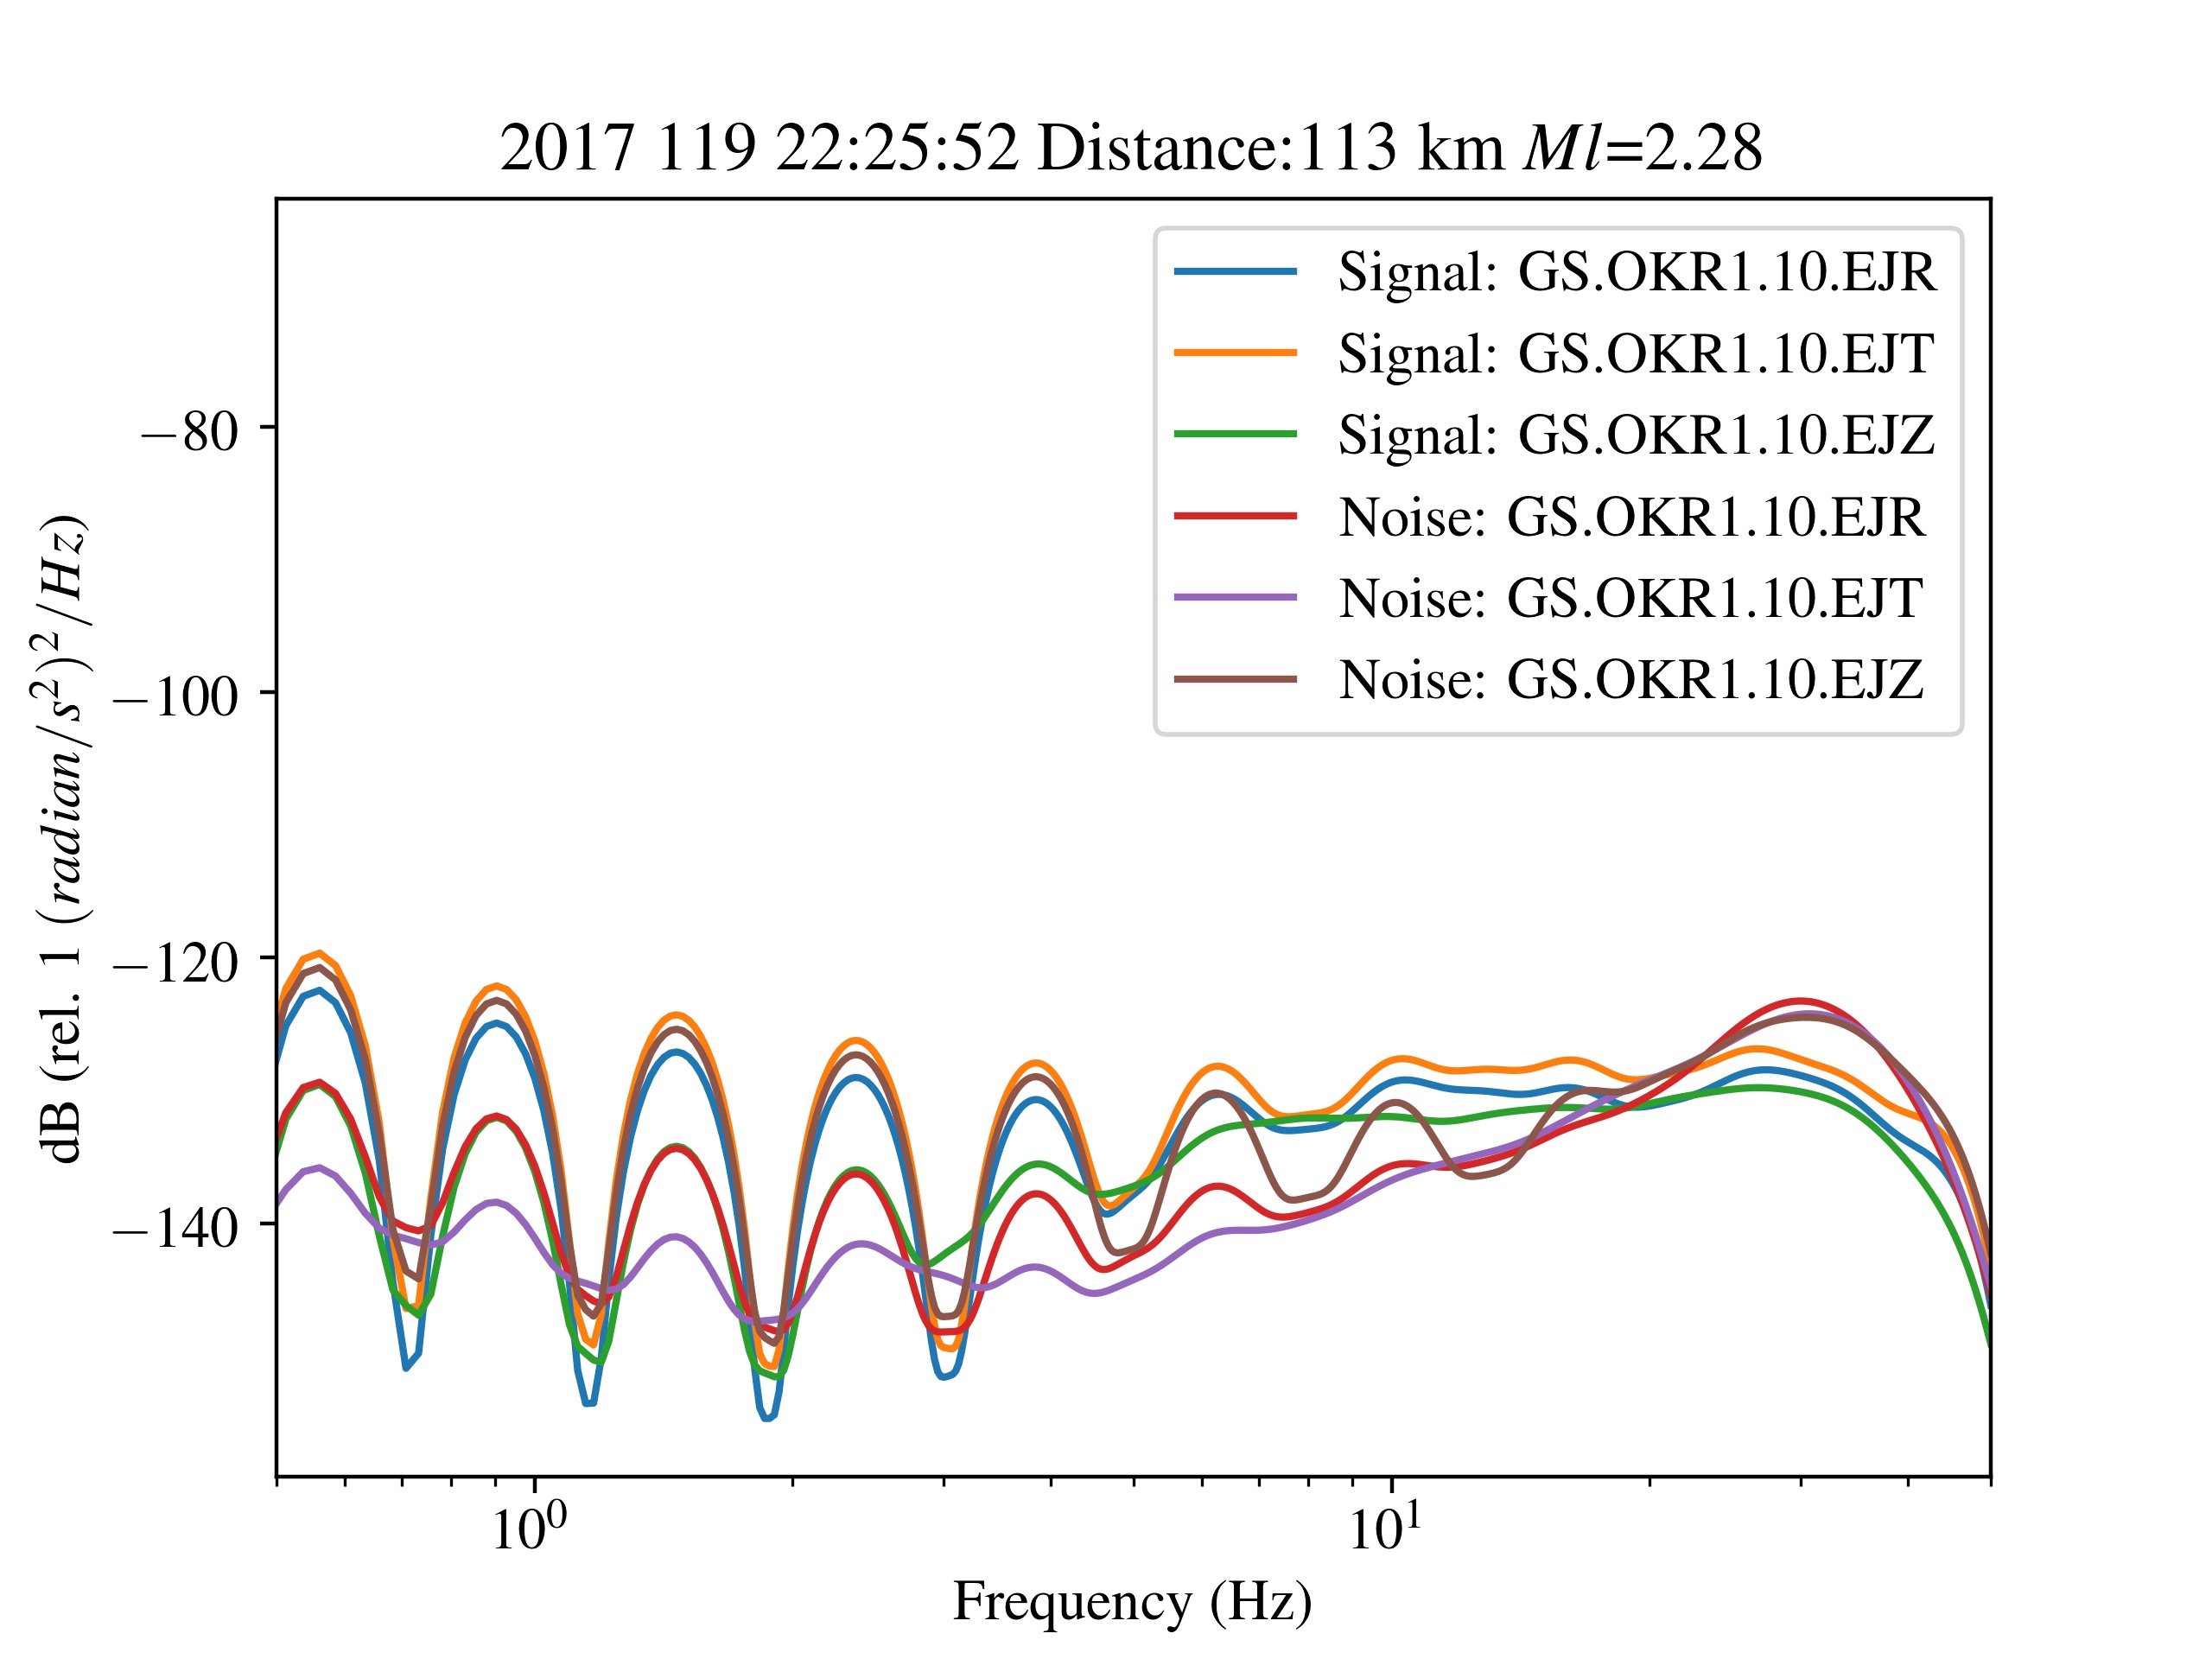 2017 119 22:25:52 Distance:113 km Ml=2.28
Signal: GS.OKR1.10.EJR
Signal: GS.OKR1.10.EJT
Signal: GS.OKR1.10.EJZ
Noise: GS.OKR1.10.EJR
Noise: GS.OKR1.10.EJT
Noise: GS.OKR1.10.EJZ
dB (rel. 1 (radian/s²)²/Hz)
−80
−100
−120
−140
10⁰ 10¹
Frequency (Hz)